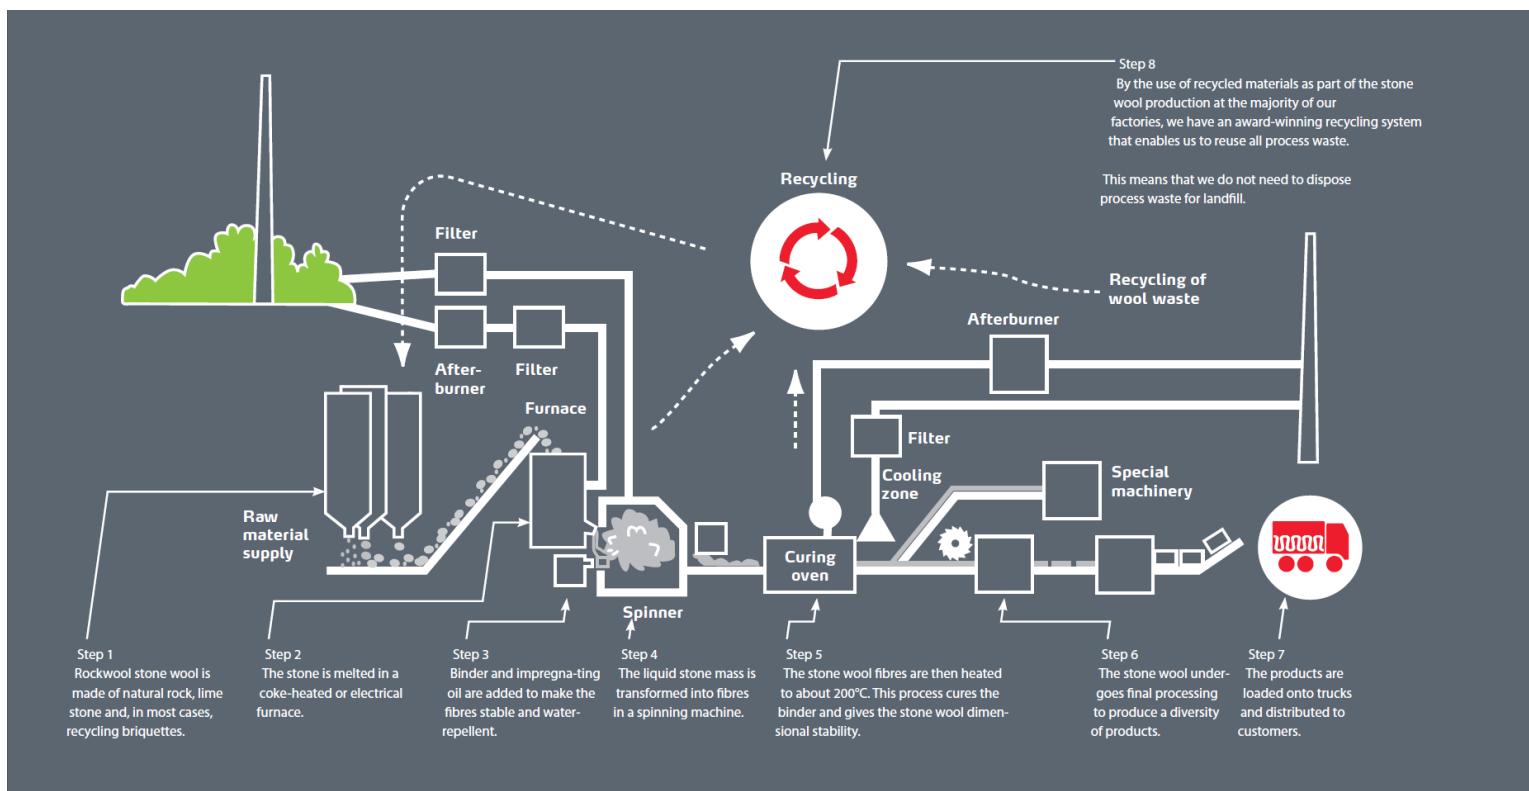 Step 8
By the use of recycled materials as part of the stone
wool production at the majority of our
factories, we have an award-winning recycling system
that enables us to reuse all process waste.
This means that we do not need to dispose
process waste for landfill.
Recycling
Filter
Recycling of
wool waste
Afterburner
After-
burner
Filter
Furnace
Filter
Cooling
zone
Special
machinery
Raw
material
supply
Curing
oven
Spinner
Step 1
Rockwool stone wool is
made of natural rock, lime
stone and, in most cases,
recycling briquettes.
Step 2
The stone is melted in a
coke-heated or electrical
furnace.
Step 3
Binder and impregna-ting
oil are added to make the
fibres stable and water-
repellent.
Step 4
The liquid stone mass is
transformed into fibres
in a spinning machine.
Step 5
The stone wool fibres are then heated
to about 200°C. This process cures the
binder and gives the stone wool dimen-
sional stability.
Step 6
The stone wool under-
goes final processing
to produce a diversity
of products.
Step 7
The products are
loaded onto trucks
and distributed to
customers.